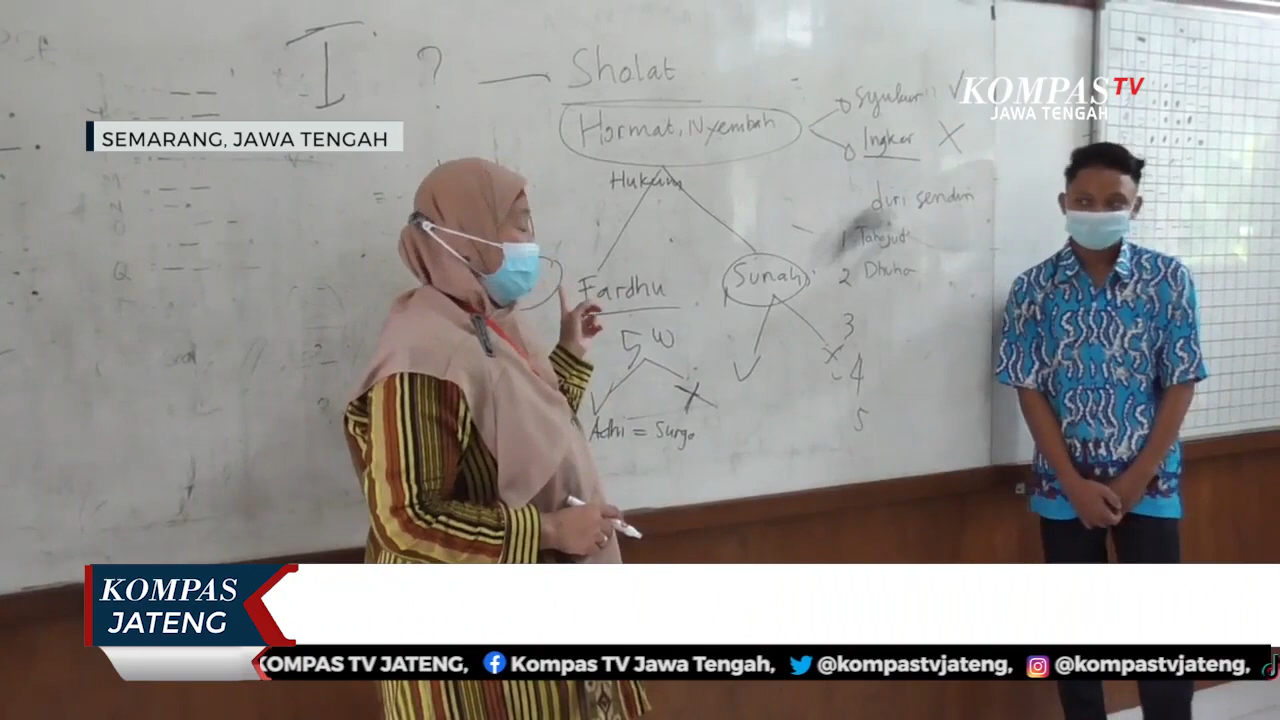 I ? — Sholat
KOMPAS TV
JAWA TENGAH
SEMARANG, JAWA TENGAH
Hormat, Nyembah
Syukur
Ingkar X
Hukum
diri sendiri
1 Tahajud
2 Dhuha
3
4
5
Fardhu
Sunah
5 W
= Surga
M
N
O
Q
KOMPAS
JATENG
KOMPAS TV JATENG, Kompas TV Jawa Tengah, @kompastvjateng, @kompastvjateng,